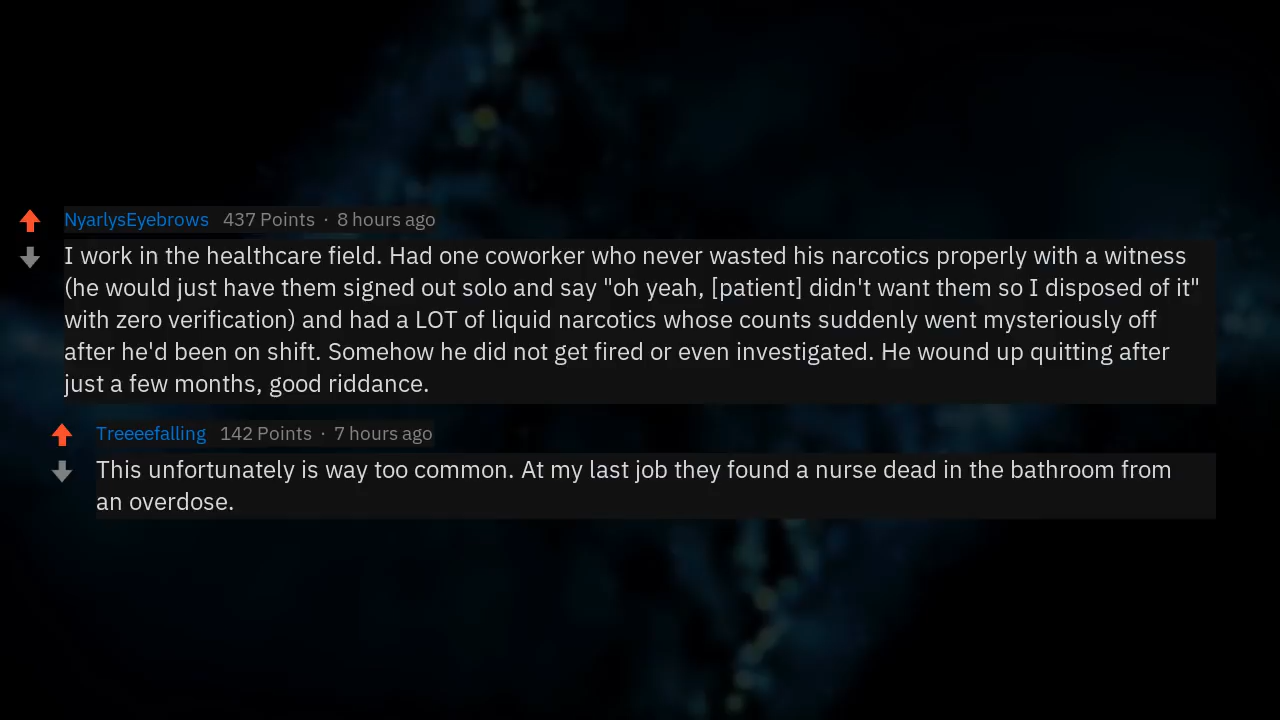 NyarlysEyebrows 437 Points · 8 hours ago
I work in the healthcare field. Had one coworker who never wasted his narcotics properly with a witness
(he would just have them signed out solo and say "oh yeah, [patient] didn't want them so I disposed of it"
with zero verification) and had a LOT of liquid narcotics whose counts suddenly went mysteriously off
after he'd been on shift. Somehow he did not get fired or even investigated. He wound up quitting after
just a few months, good riddance.
Treeeefalling 142 Points · 7 hours ago
This unfortunately is way too common. At my last job they found a nurse dead in the bathroom from
an overdose.